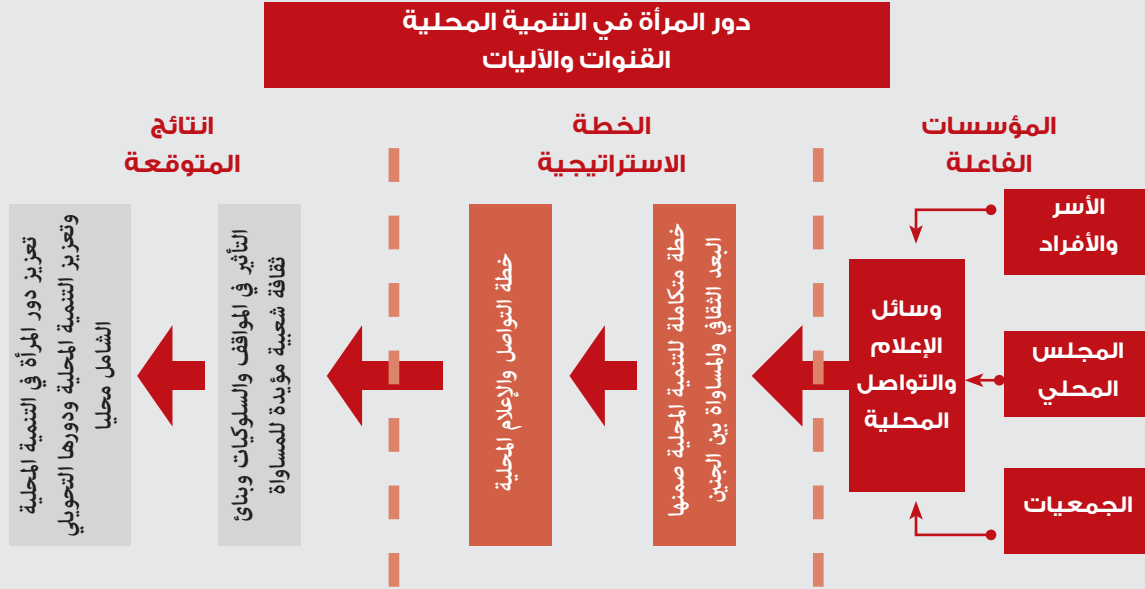 دور المرأة في التنمية المحلية
القنوات والآليات
المؤسسات
الفاعلة
الخطة
الاستراتيجية
انتائج
المتوقعة
الأسر
والأفراد
المجلس
المحلي
الجمعيات
وسائل
الإعلام
والتواصل
المحلية
خطة متكاملة للتنمية المحلية صمنها
البعد الثقافي والمساواة بين الجنين
خطة التواصل والإعلام المحلية
التأثير في المواقف والسلوكيات وبنائ
ثقافة شعبية مؤيدة للمساواة
تعزيز دور المرأة في التنمية المحلية
وتعزيز التنمية المحلية ودورها التحويلي
الشامل محليا